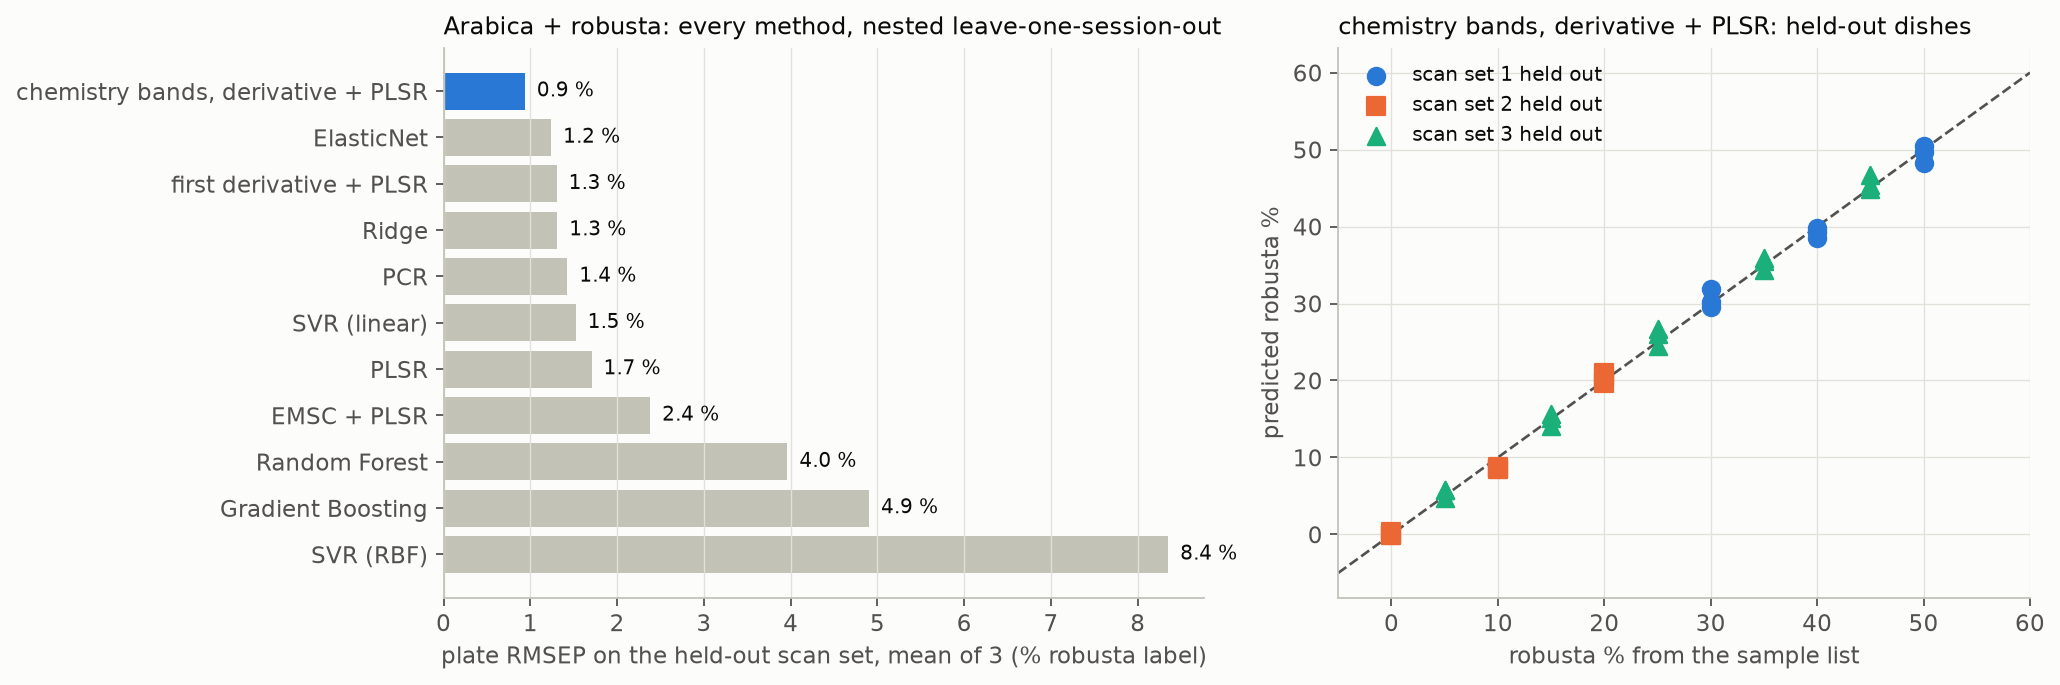 Arabica + robusta: every method, nested leave-one-session-out
chemistry bands, derivative + PLSR
0.9 %
ElasticNet
1.2 %
first derivative + PLSR
1.3 %
Ridge
1.3 %
PCR
1.4 %
SVR (linear)
1.5 %
PLSR
1.7 %
EMSC + PLSR
2.4 %
Random Forest
4.0 %
Gradient Boosting
4.9 %
SVR (RBF)
8.4 %
0 1 2 3 4 5 6 7 8
plate RMSEP on the held-out scan set, mean of 3 (% robusta label)
chemistry bands, derivative + PLSR: held-out dishes
scan set 1 held out
scan set 2 held out
scan set 3 held out
predicted robusta %
60
50
40
30
20
10
0
0 10 20 30 40 50 60
robusta % from the sample list